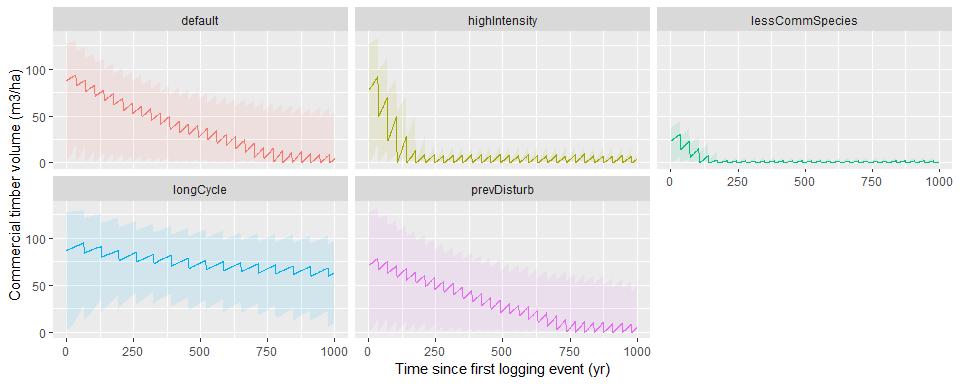 default
highIntensity
lessCommSpecies
Commercial timber volume (m3/ha)
100
50
0
0 250 500 750 1000
longCycle
prevDisturb
100
50
0
0 250 500 750 1000
0 250 500 750 1000
Time since first logging event (yr)